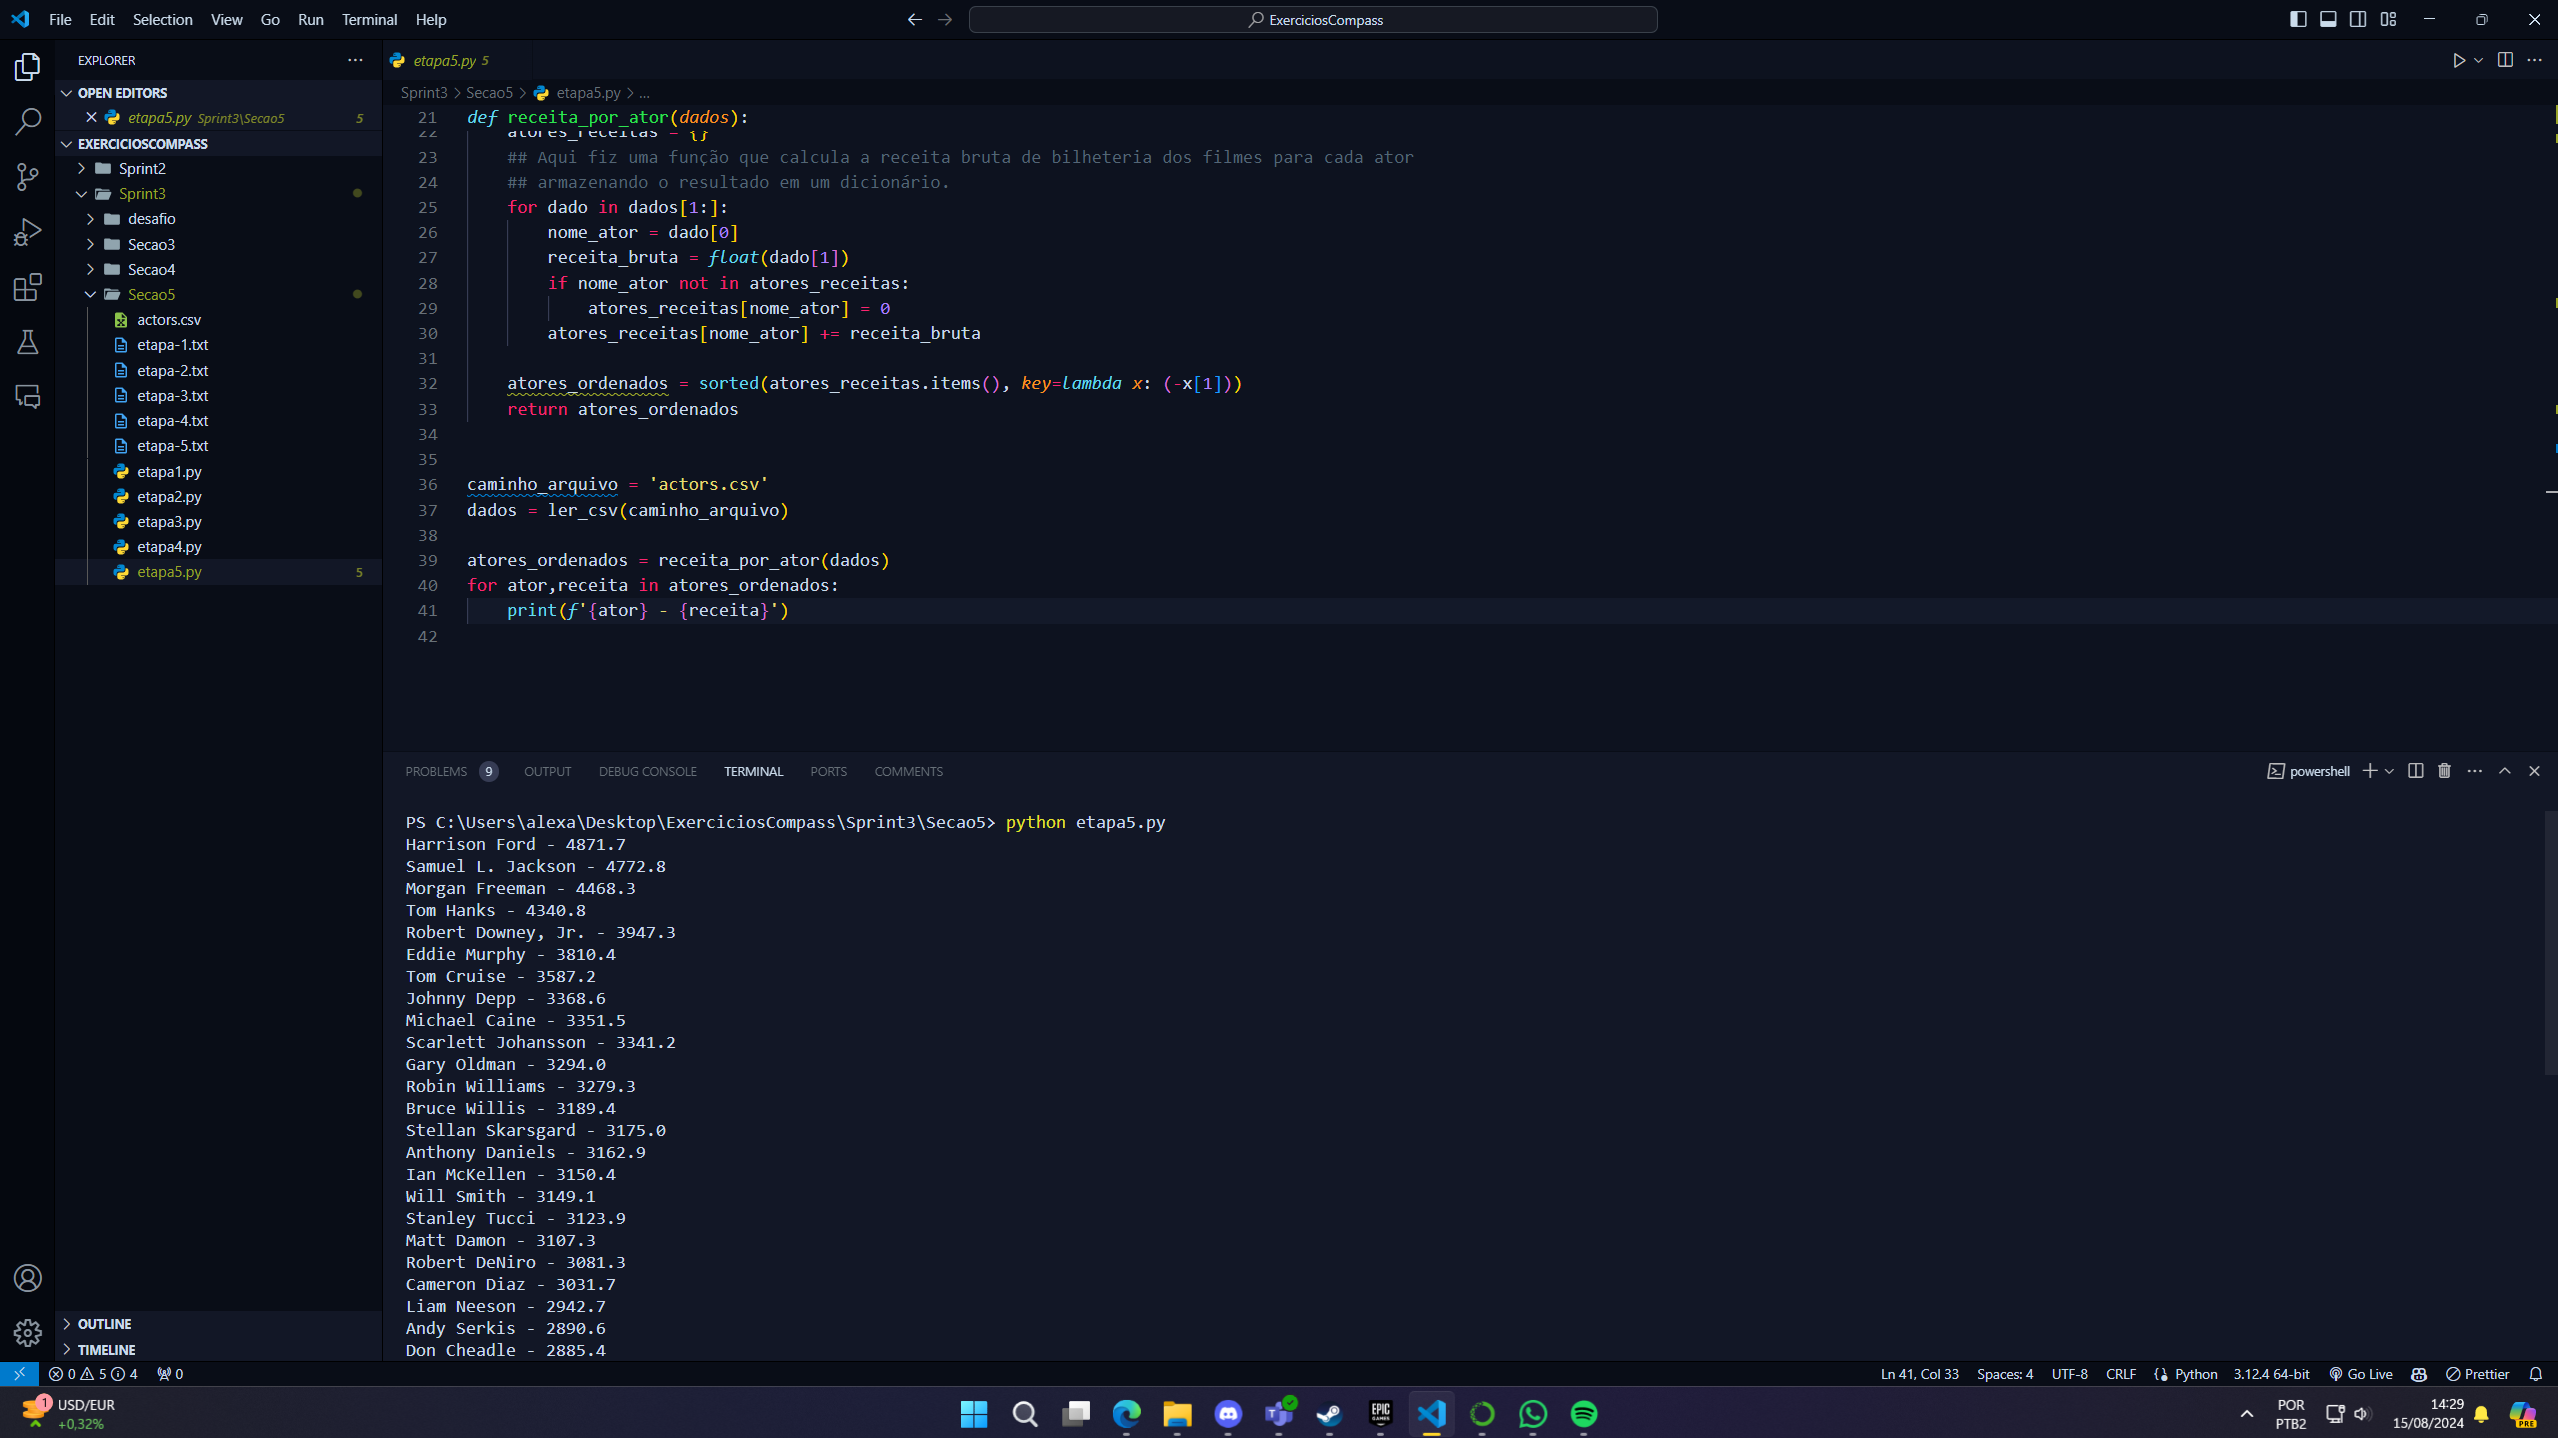 File Edit Selection View Go Run Terminal Help
ExerciciosCompass
EXPLORER
OPEN EDITORS
etapa5.py Sprint3\Secao5 5
EXERCICIOSCOMPASS
Sprint2
Sprint3
desafio
Secao3
Secao4
Secao5
actors.csv
etapa-1.txt
etapa-2.txt
etapa-3.txt
etapa-4.txt
etapa-5.txt
etapa1.py
etapa2.py
etapa3.py
etapa4.py
etapa5.py 5
OUTLINE
TIMELINE
etapa5.py 5
Sprint3 > Secao5 > etapa5.py > ...
21 def receita_por_ator(dados):
22 atores_receitas = {}
23 ## Aqui fiz uma função que calcula a receita bruta de bilheteria dos filmes para cada ator
24 ## armazenando o resultado em um dicionário.
25 for dado in dados[1:]:
26 nome_ator = dado[0]
27 receita_bruta = float(dado[1])
28 if nome_ator not in atores_receitas:
29 atores_receitas[nome_ator] = 0
30 atores_receitas[nome_ator] += receita_bruta
31
32 atores_ordenados = sorted(atores_receitas.items(), key=lambda x: (-x[1]))
33 return atores_ordenados
34
35
36 caminho_arquivo = 'actors.csv'
37 dados = ler_csv(caminho_arquivo)
38
39 atores_ordenados = receita_por_ator(dados)
40 for ator,receita in atores_ordenados:
41 print(f'{ator} - {receita}')
42
PROBLEMS 9 OUTPUT DEBUG CONSOLE TERMINAL PORTS COMMENTS
powershell
PS C:\Users\alexa\Desktop\ExerciciosCompass\Sprint3\Secao5> python etapa5.py
Harrison Ford - 4871.7
Samuel L. Jackson - 4772.8
Morgan Freeman - 4468.3
Tom Hanks - 4340.8
Robert Downey, Jr. - 3947.3
Eddie Murphy - 3810.4
Tom Cruise - 3587.2
Johnny Depp - 3368.6
Michael Caine - 3351.5
Scarlett Johansson - 3341.2
Gary Oldman - 3294.0
Robin Williams - 3279.3
Bruce Willis - 3189.4
Stellan Skarsgard - 3175.0
Anthony Daniels - 3162.9
Ian McKellen - 3150.4
Will Smith - 3149.1
Stanley Tucci - 3123.9
Matt Damon - 3107.3
Robert DeNiro - 3081.3
Cameron Diaz - 3031.7
Liam Neeson - 2942.7
Andy Serkis - 2890.6
Don Cheadle - 2885.4
0 5 4 0
Ln 41, Col 33 Spaces: 4 UTF-8 CRLF Python 3.12.4 64-bit Go Live Prettier
1
USD/EUR
+0,32%
EPIC
GAMES
POR
PTB2
14:29
15/08/2024
PRE